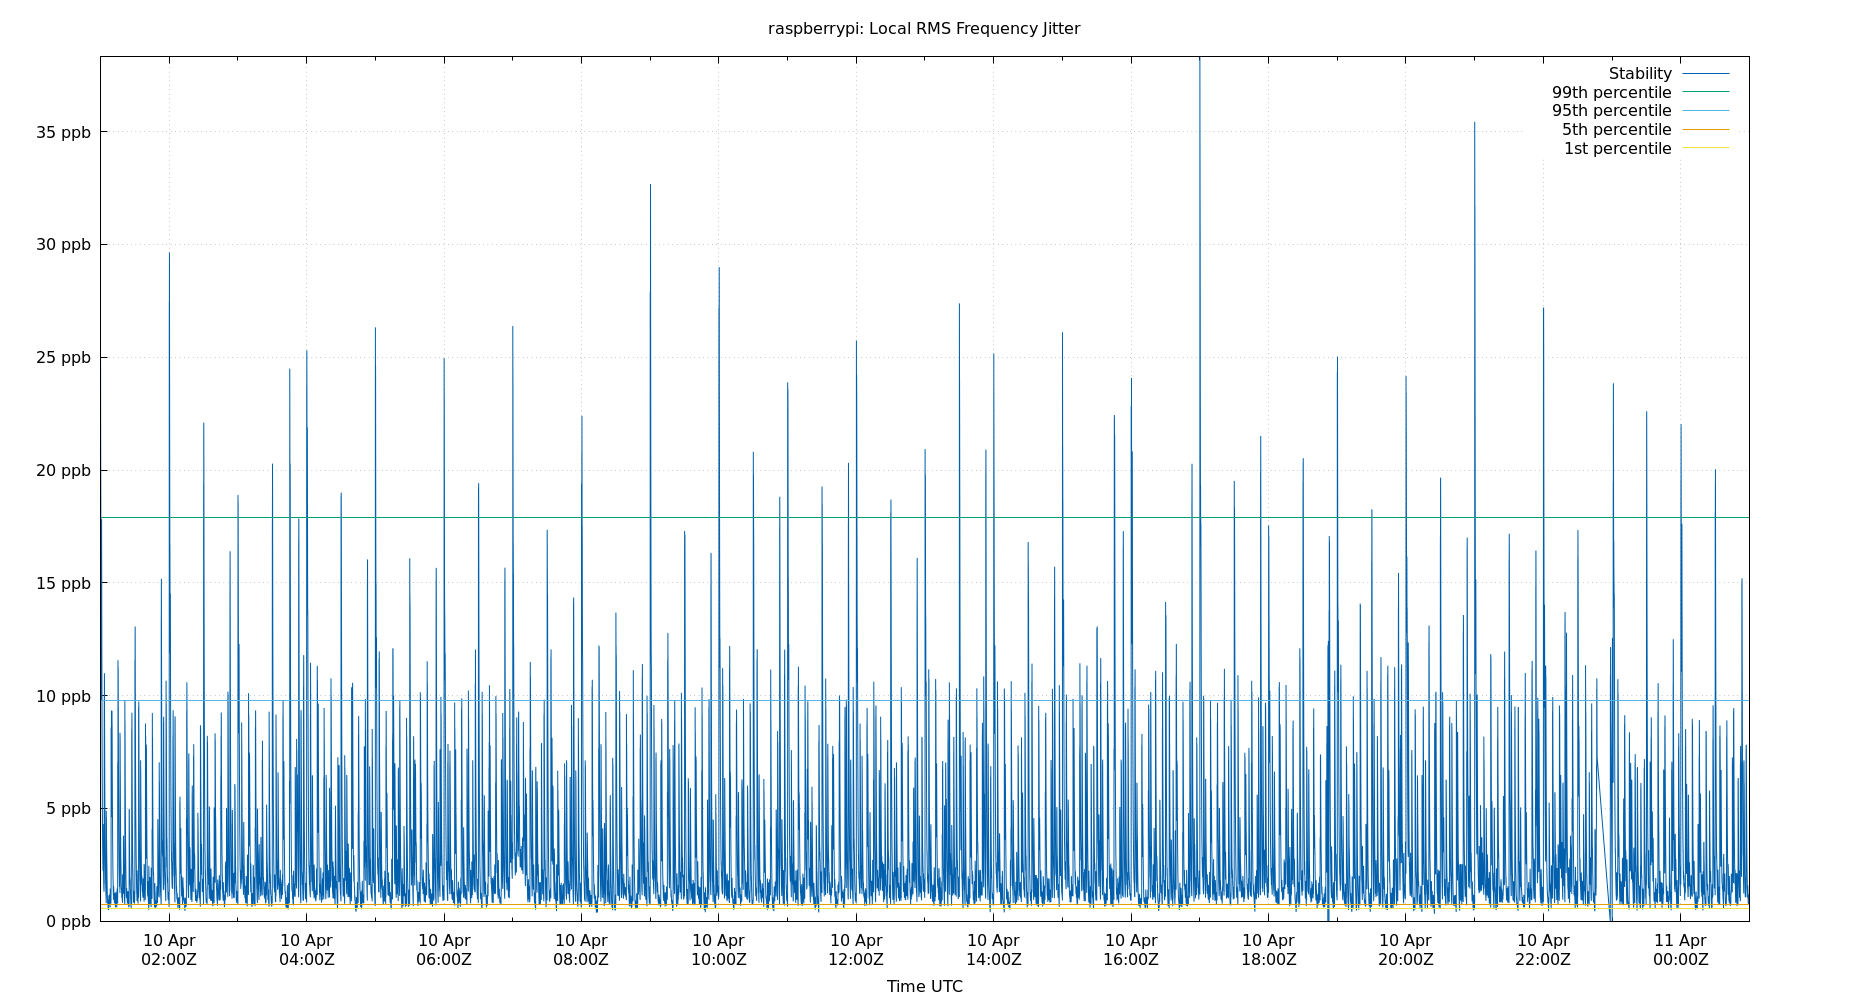 raspberrypi: Local RMS Frequency Jitter
Stability
99th percentile
95th percentile
5th percentile
1st percentile
35 ppb
30 ppb
25 ppb
20 ppb
15 ppb
10 ppb
5 ppb
0 ppb
10 Apr 10 Apr 10 Apr 10 Apr 10 Apr 10 Apr 10 Apr 10 Apr 10 Apr 10 Apr 10 Apr 11 Apr
02:00Z 04:00Z 06:00Z 08:00Z 10:00Z 12:00Z 14:00Z 16:00Z 18:00Z 20:00Z 22:00Z 00:00Z
Time UTC